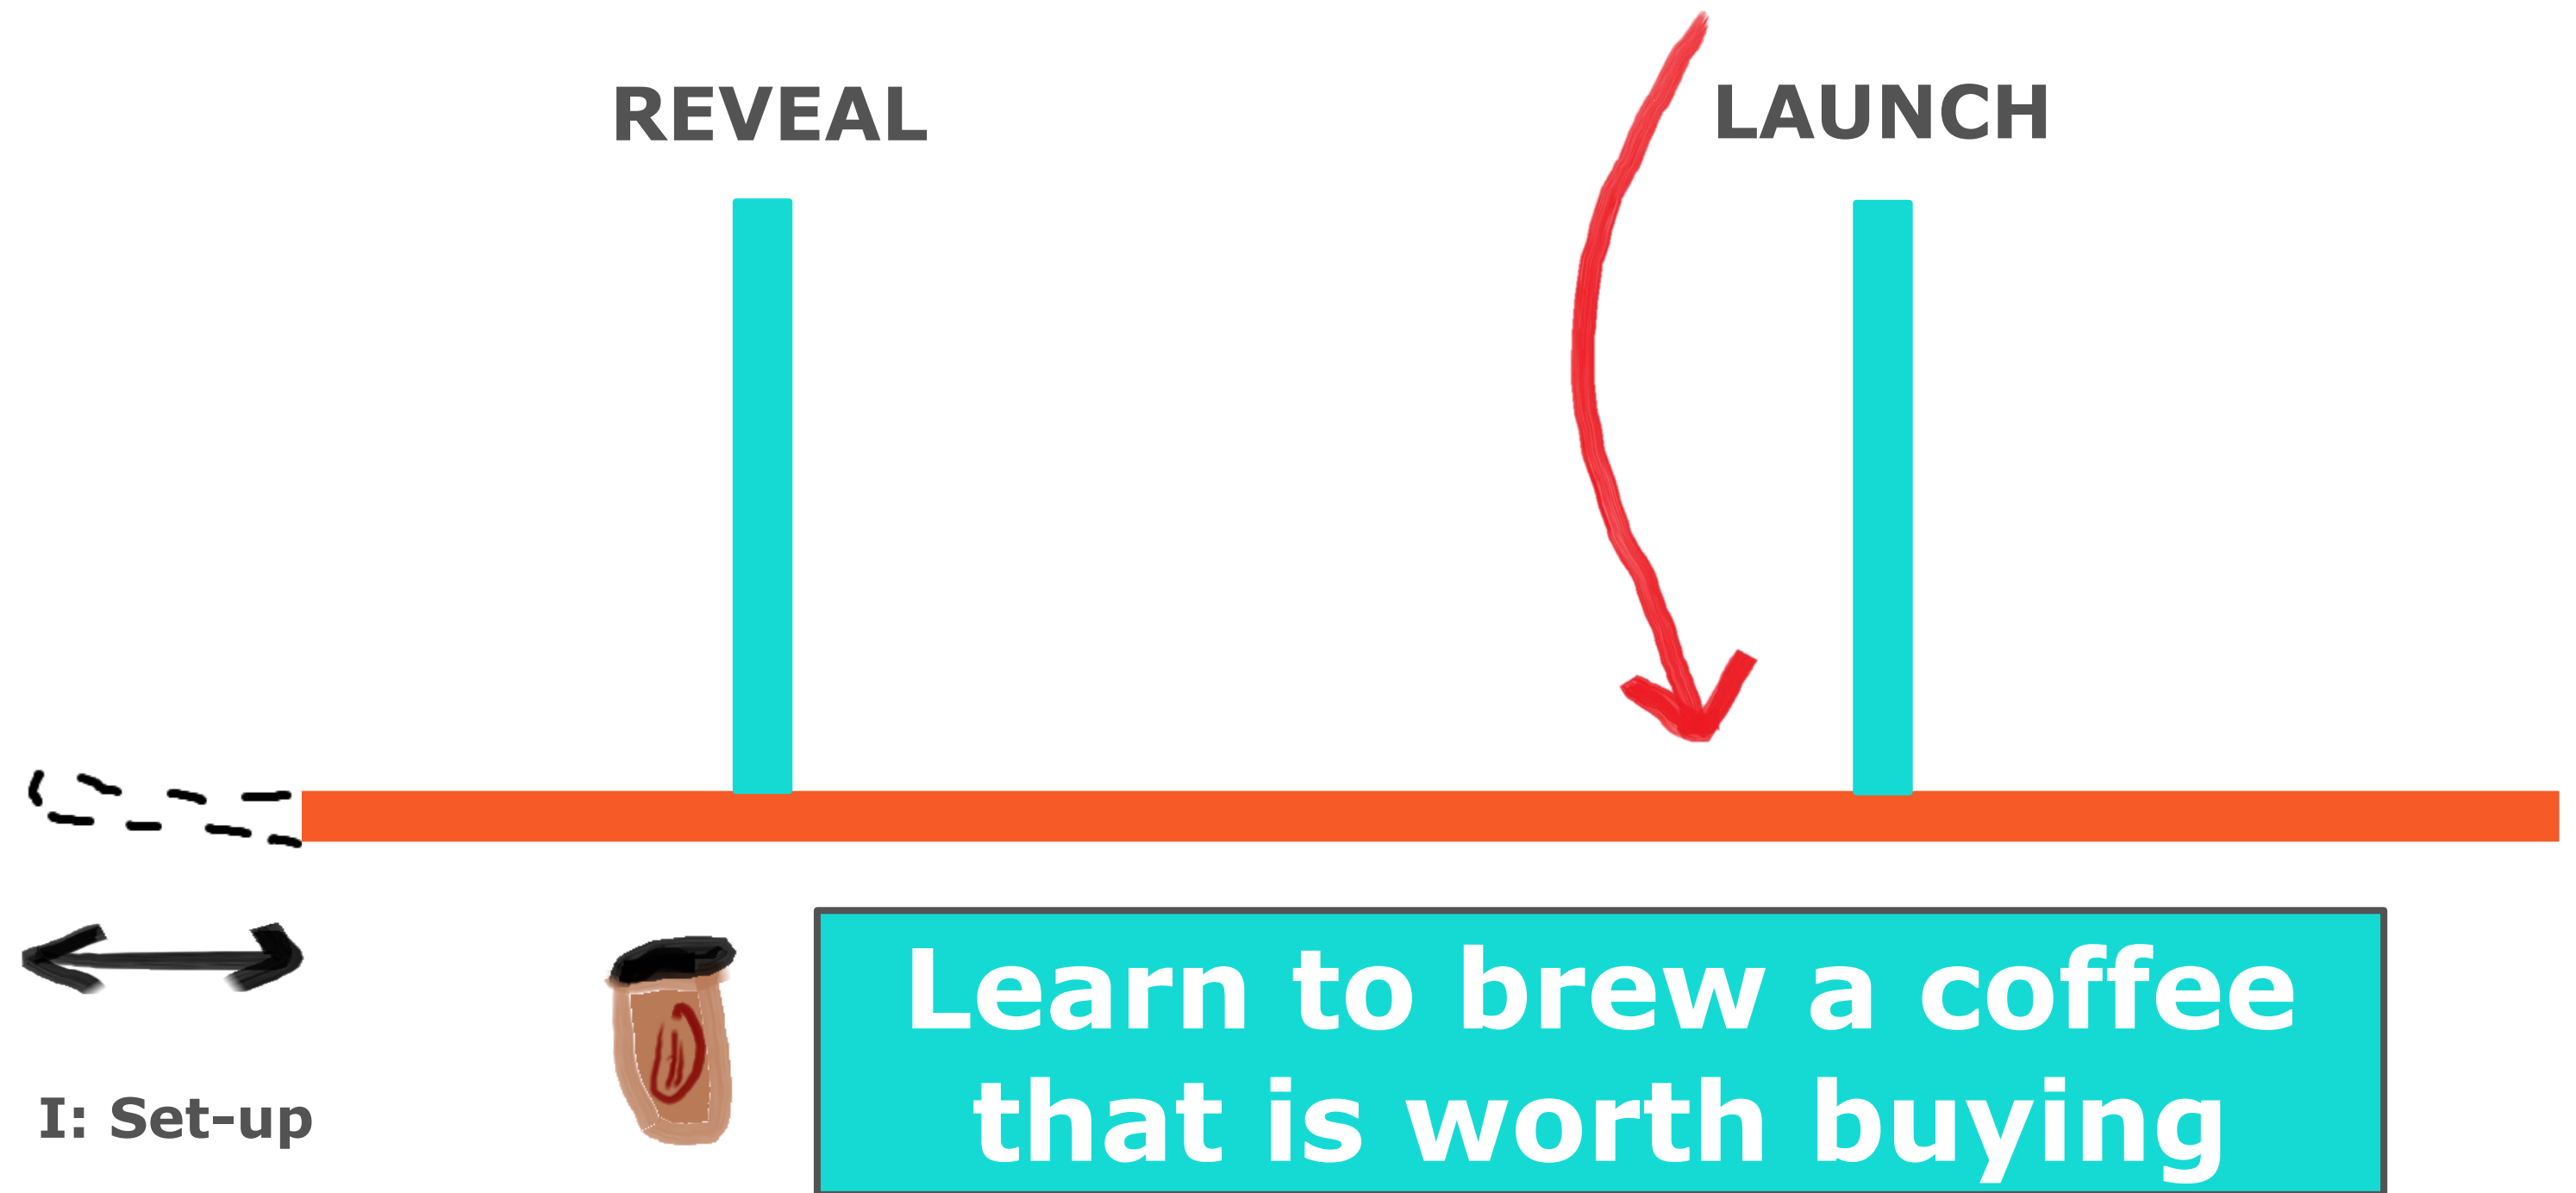 REVEAL
LAUNCH
Learn to brew a coffee
that is worth buying
I: Set-up